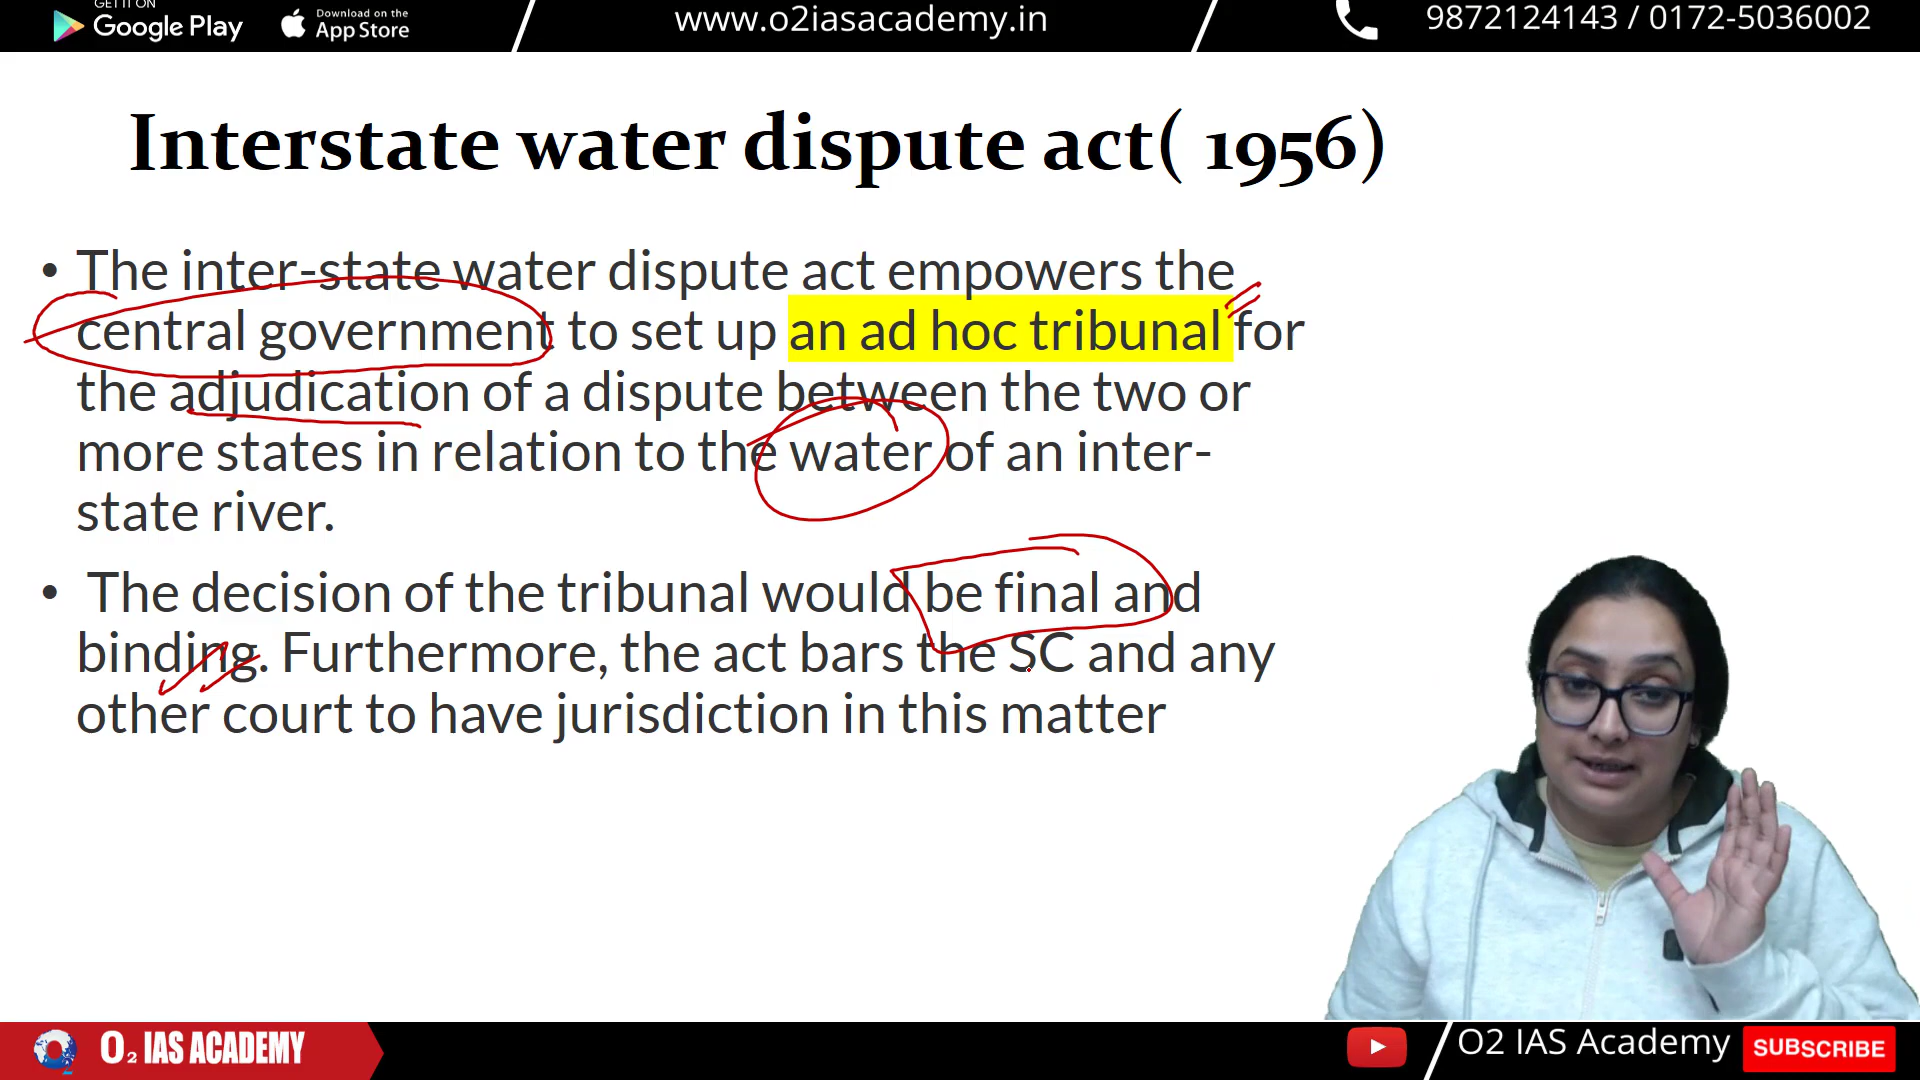 GET IT ON
Google Play
Download on the
App Store
www.o2iasacademy.in
9872124143 / 0172-5036002
Interstate water dispute act( 1956)
• The inter-state water dispute act empowers the
central government to set up an ad hoc tribunal for
the adjudication of a dispute between the two or
more states in relation to the water of an inter-
state river.
• The decision of the tribunal would be final and
binding. Furthermore, the act bars the SC and any
other court to have jurisdiction in this matter
O2 IAS ACADEMY
O2 IAS Academy
SUBSCRIBE